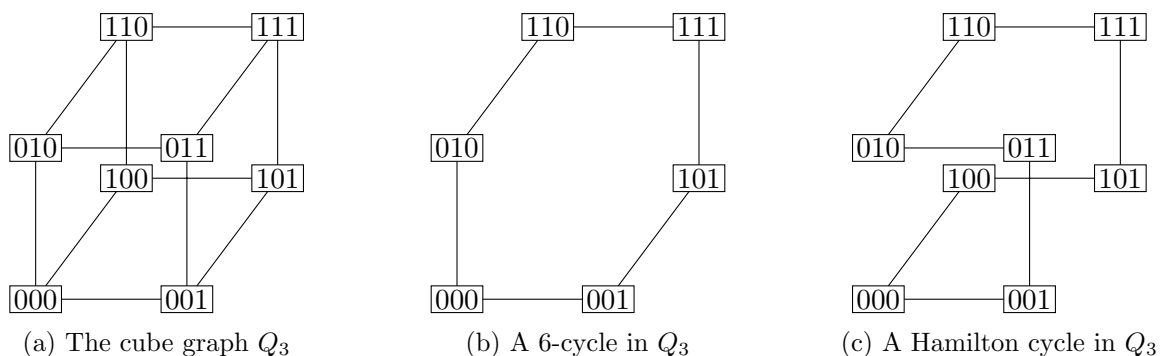 110 111 110 111 110 111
010 011 010 010 011
100 101 101 100 101
000 001 000 001 000 001
(a) The cube graph Q₃ (b) A 6-cycle in Q₃ (c) A Hamilton cycle in Q₃